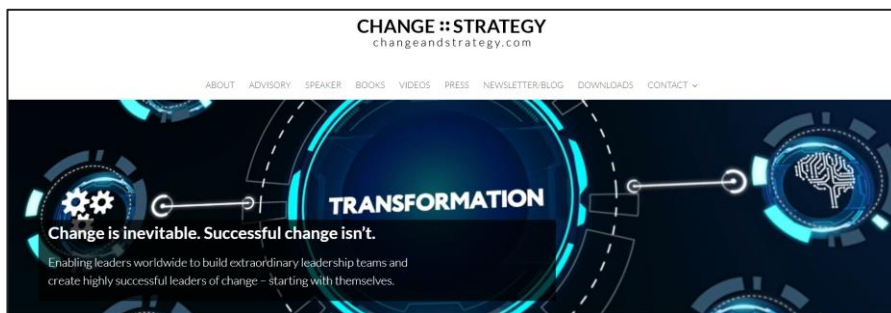 CHANGE :: STRATEGY
changeandstrategy.com
ABOUT ADVISORY SPEAKER BOOKS VIDEOS PRESS NEWSLETTER/BLOG DOWNLOADS CONTACT
TRANSFORMATION
Change is inevitable. Successful change isn't.
Enabling leaders worldwide to build extraordinary leadership teams and
create highly successful leaders of change – starting with themselves.